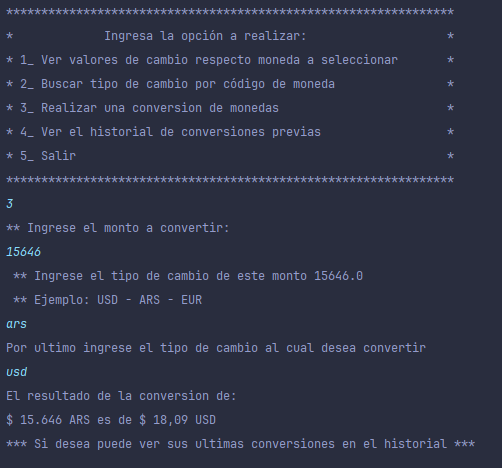 ****************************************************************
*             Ingresa la opción a realizar:                    *
* 1_ Ver valores de cambio respecto moneda a seleccionar       *
* 2_ Buscar tipo de cambio por código de moneda                *
* 3_ Realizar una conversion de monedas                        *
* 4_ Ver el historial de conversiones previas                  *
* 5_ Salir                                                     *
****************************************************************
3
** Ingrese el monto a convertir:
15646
 ** Ingrese el tipo de cambio de este monto 15646.0
 ** Ejemplo: USD - ARS - EUR
ars
Por ultimo ingrese el tipo de cambio al cual desea convertir
usd
El resultado de la conversion de:
$ 15.646 ARS es de $ 18,09 USD
*** Si desea puede ver sus ultimas conversiones en el historial ***